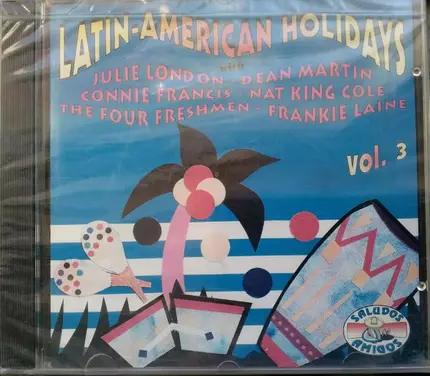 LATIN-AMERICAN HOLIDAYS
with
JULIE LONDON - DEAN MARTIN
CONNIE FRANCIS - NAT KING COLE
THE FOUR FRESHMEN - FRANKIE LAINE
vol. 3
SALUDOS
AMIGOS